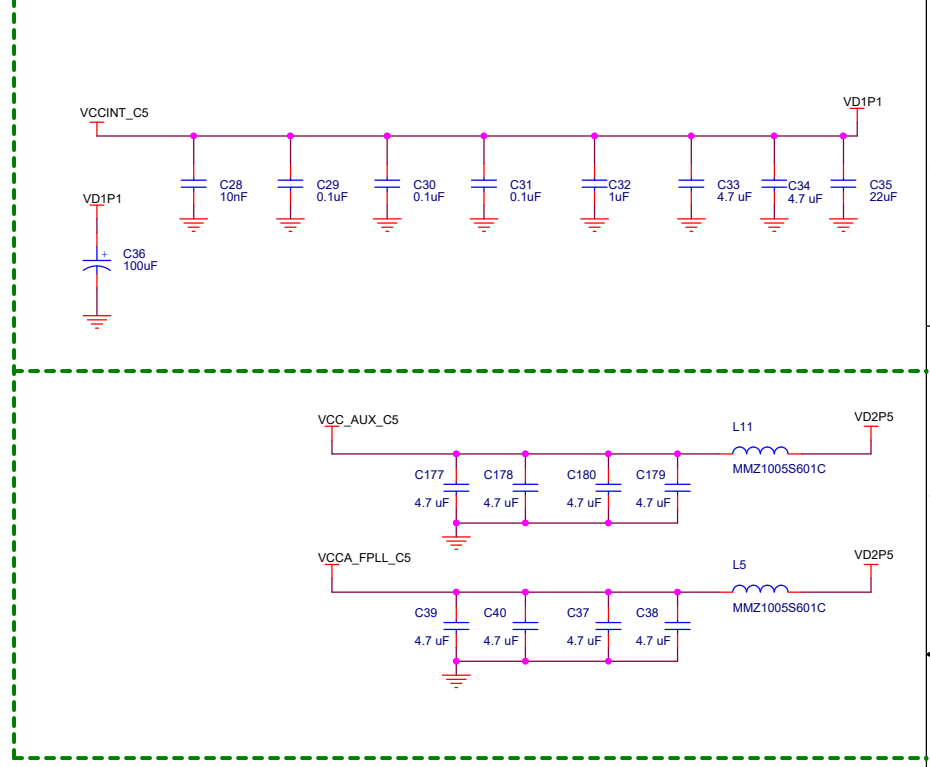 VCCINT_C5
VD1P1
C28
10nF
C29
0.1uF
C30
0.1uF
C31
0.1uF
C32
1uF
C33
4.7 uF
C34
4.7 uF
C35
22uF
VD1P1
+
C36
100uF
VCC_AUX_C5
L11
VD2P5
MMZ1005S601C
C177
4.7 uF
C178
4.7 uF
C180
4.7 uF
C179
4.7 uF
VCCA_FPLL_C5
L5
VD2P5
MMZ1005S601C
C39
4.7 uF
C40
4.7 uF
C37
4.7 uF
C38
4.7 uF